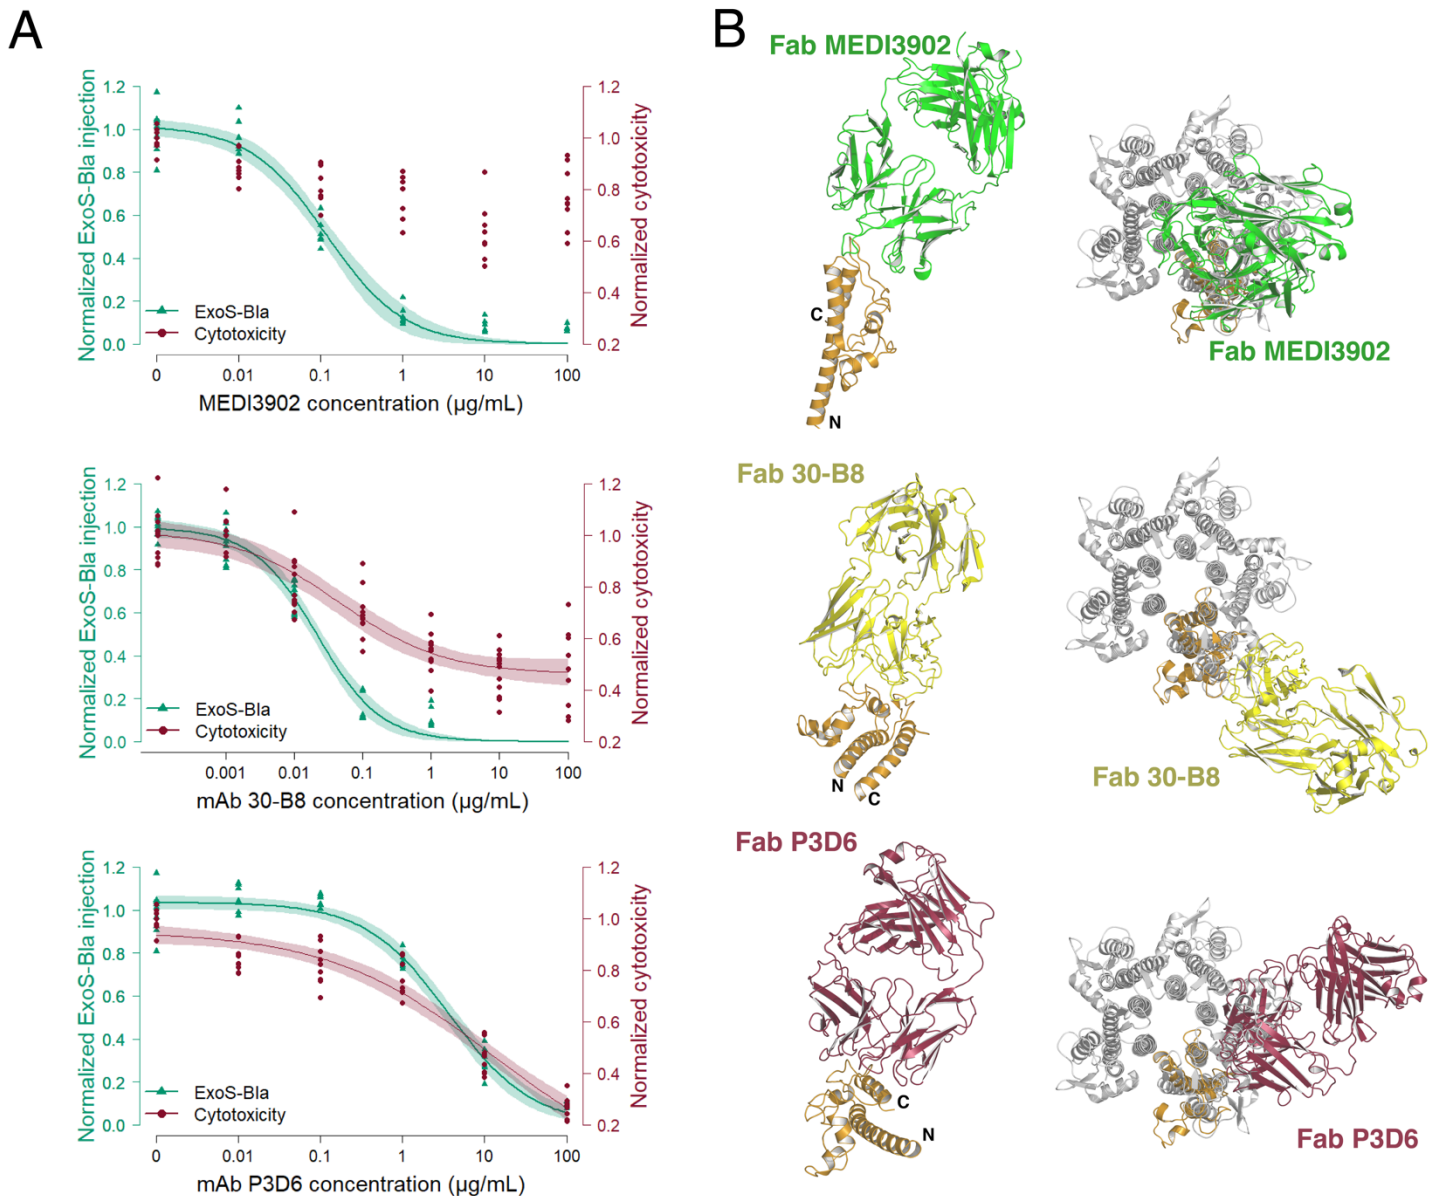 A
1.2
1.0
0.8
0.6
0.4
0.2
0.0
Normalized ExoS-Bla injection
1.2
1.0
0.8
0.6
0.4
0.2
Normalized cytotoxicity
ExoS-Bla
Cytotoxicity
0 0.01 0.1 1 10 100
MEDI3902 concentration (µg/mL)
1.2
1.0
0.8
0.6
0.4
0.2
0.0
Normalized ExoS-Bla injection
1.2
1.0
0.8
0.6
0.4
0.2
Normalized cytotoxicity
ExoS-Bla
Cytotoxicity
0.001 0.01 0.1 1 10 100
mAb 30-B8 concentration (µg/mL)
1.2
1.0
0.8
0.6
0.4
0.2
0.0
Normalized ExoS-Bla injection
1.2
1.0
0.8
0.6
0.4
0.2
Normalized cytotoxicity
ExoS-Bla
Cytotoxicity
0 0.01 0.1 1 10 100
mAb P3D6 concentration (µg/mL)
B
Fab MEDI3902
C
N
Fab MEDI3902
Fab 30-B8
N
C
Fab 30-B8
Fab P3D6
C
N
Fab P3D6